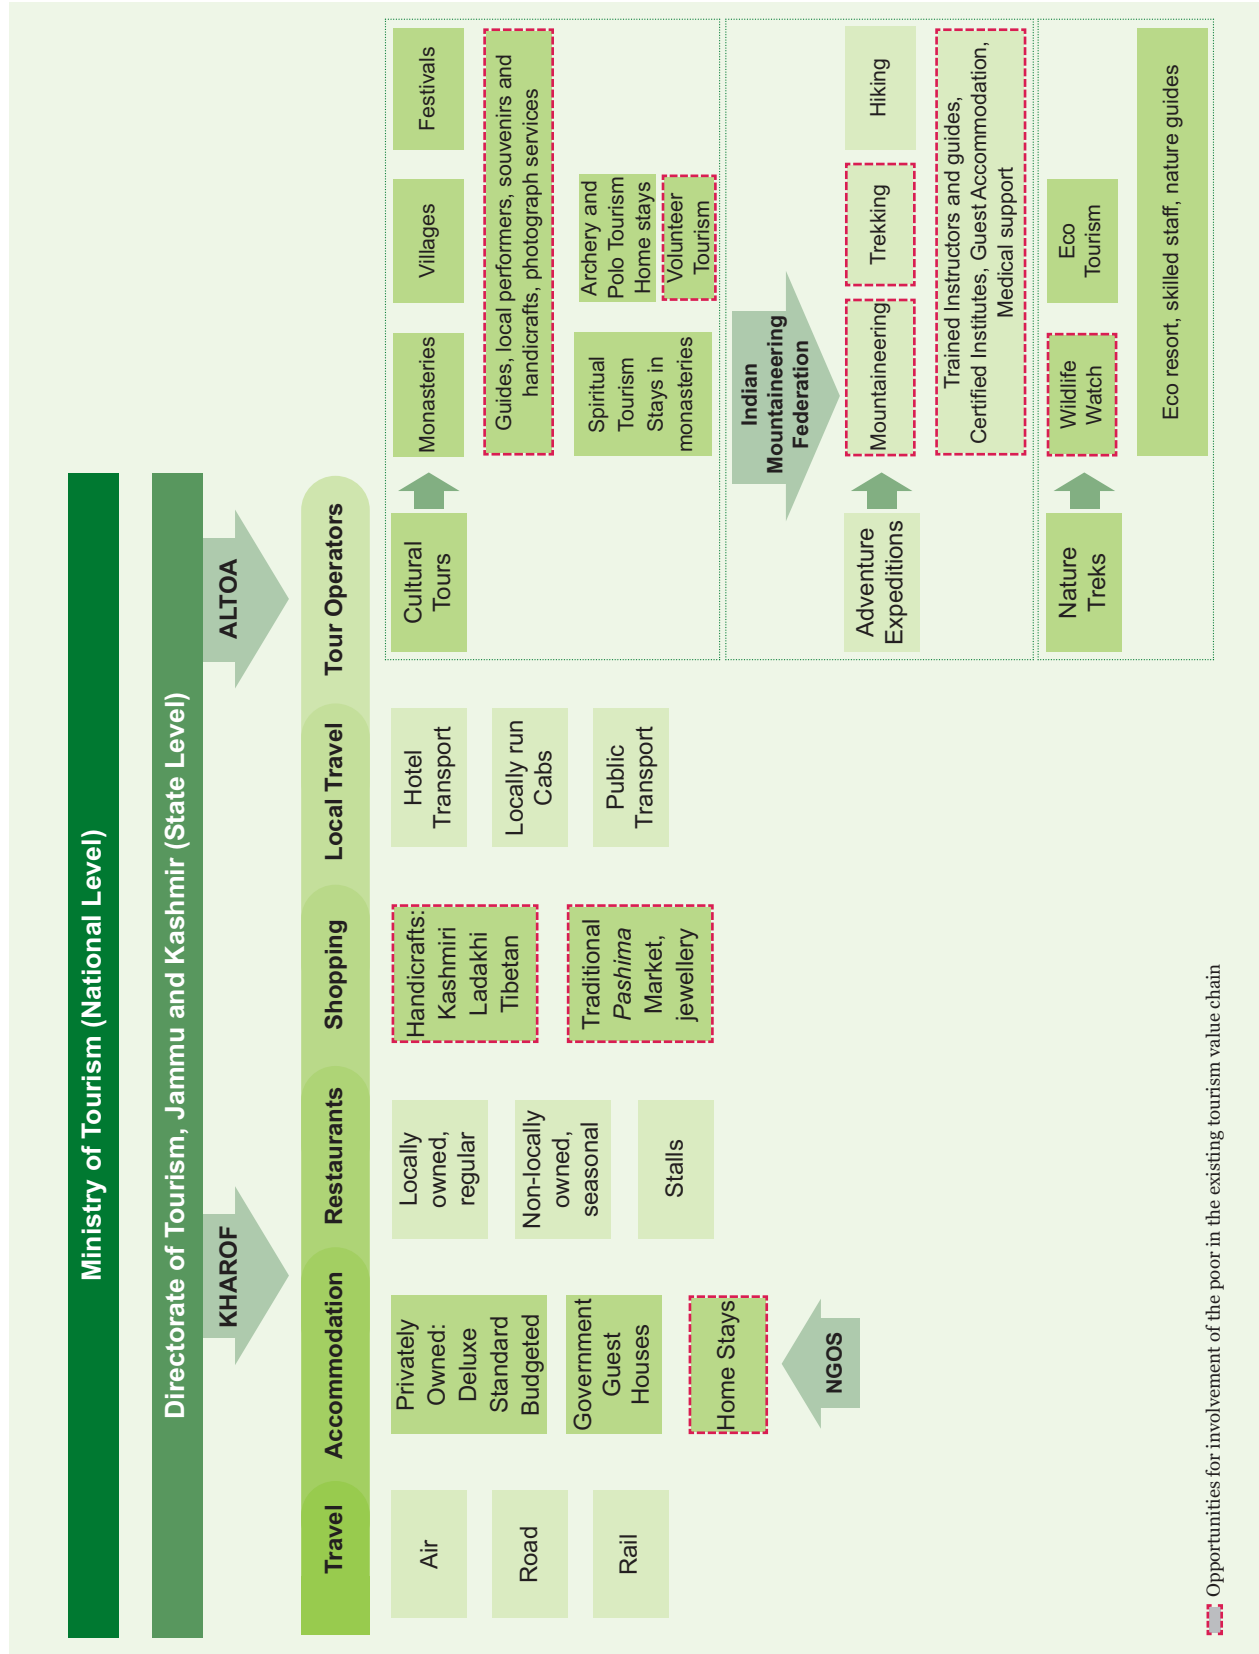 Ministry of Tourism (National Level)
Directorate of Tourism, Jammu and Kashmir (State Level)
KHAROF
ALTOA
Travel
Accommodation
Restaurants
Shopping
Local Travel
Tour Operators
Air
Road
Rail
Privately
Owned:
Deluxe
Standard
Budgeted
Government
Guest
Houses
Home Stays
NGOS
Locally
owned,
regular
Non-locally
owned,
seasonal
Stalls
Handicrafts:
Kashmiri
Ladakhi
Tibetan
Traditional
Pashima
Market,
jewellery
Hotel
Transport
Locally run
Cabs
Public
Transport
Cultural
Tours
Monasteries
Villages
Festivals
Guides, local performers, souvenirs and
handicrafts, photograph services
Spiritual
Tourism
Stays in
monasteries
Archery and
Polo Tourism
Home stays
Volunteer
Tourism
Indian
Mountaineering
Federation
Adventure
Expeditions
Mountaineering
Trekking
Hiking
Trained Instructors and guides,
Certified Institutes, Guest Accommodation,
Medical support
Nature
Treks
Wildlife
Watch
Eco
Tourism
Eco resort, skilled staff, nature guides
Opportunities for involvement of the poor in the existing tourism value chain